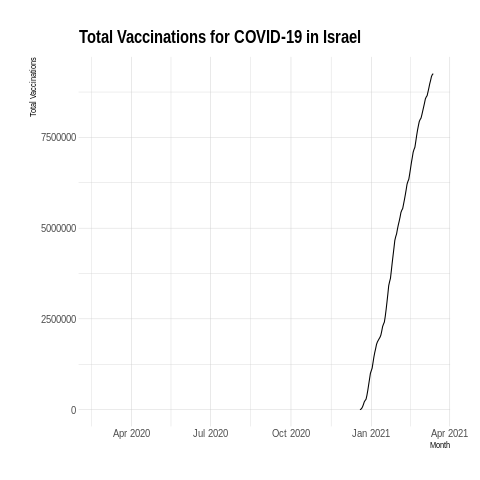 Total Vaccinations for COVID-19 in Israel
Total Vaccinations
7500000
5000000
2500000
0
Apr 2020 Jul 2020 Oct 2020 Jan 2021 Apr 2021
Month